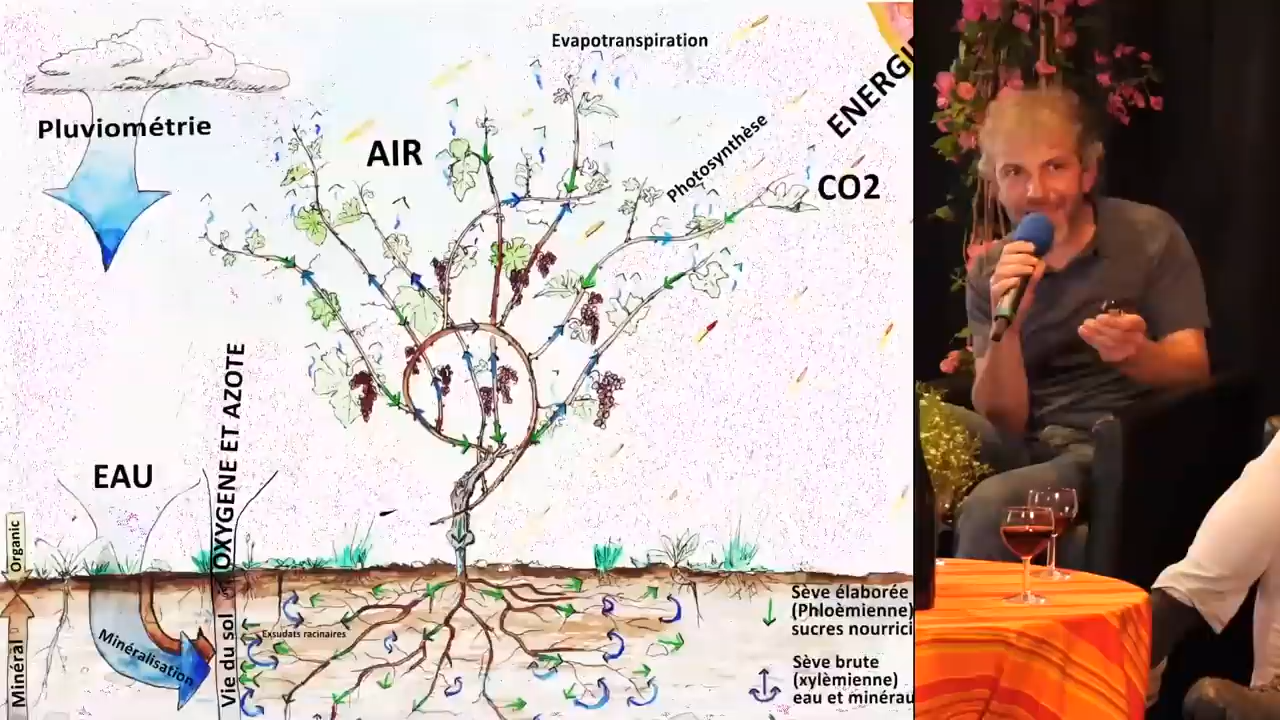 Evapotranspiration
ENERGI
Pluviométrie
AIR
Photosynthèse
CO2
EAU
OXYGENE ET AZOTE
Organic
Minéral
Minéralisation
Vie du sol
Exsudats racinaires
Sève élaborée
(Phloèmienne)
sucres nourrici
Sève brute
(xylèmienne)
eau et minérau